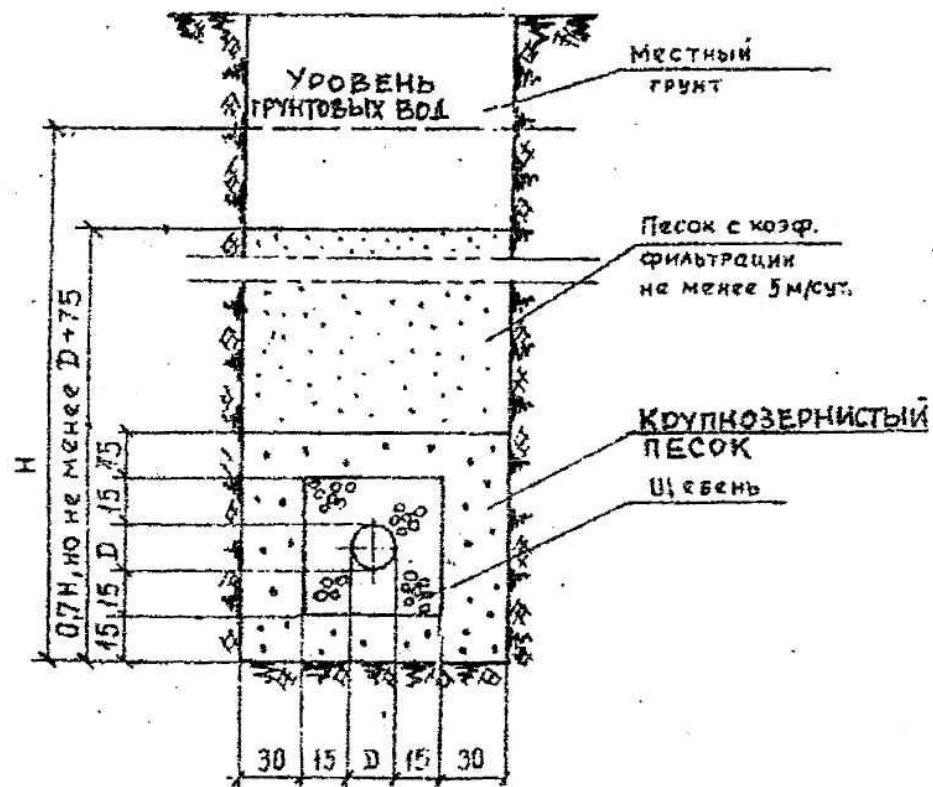 УРОВЕНЬ
ГРУНТОВЫХ ВОД
Местный
грунт
Песок с коэф.
фильтрации
не менее 5 м/сут.
КРУПНОЗЕРНИСТЫЙ
ПЕСОК
Щебень
H
0,7H, но не менее D+75
15, 15, D, 15, 15
30 15 D 15 30